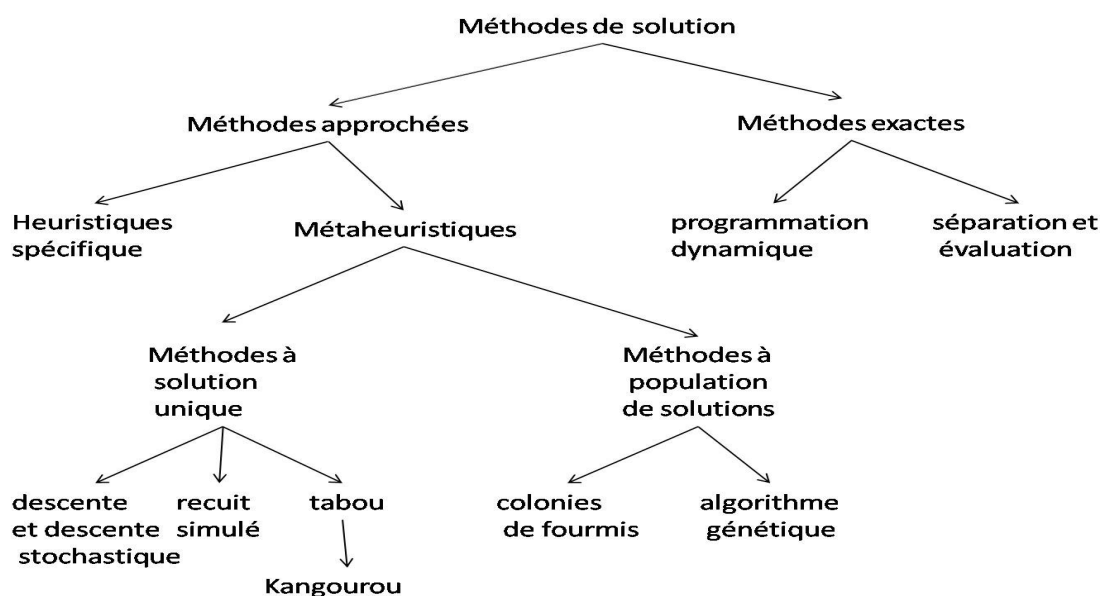 Méthodes de solution
Méthodes approchées
Méthodes exactes
Heuristiques
spécifique
Métaheuristiques
programmation
dynamique
séparation et
évaluation
Méthodes à
solution
unique
Méthodes à
population
de solutions
descente
et descente
stochastique
recuit
simulé
tabou
colonies
de fourmis
algorithme
génétique
Kangourou